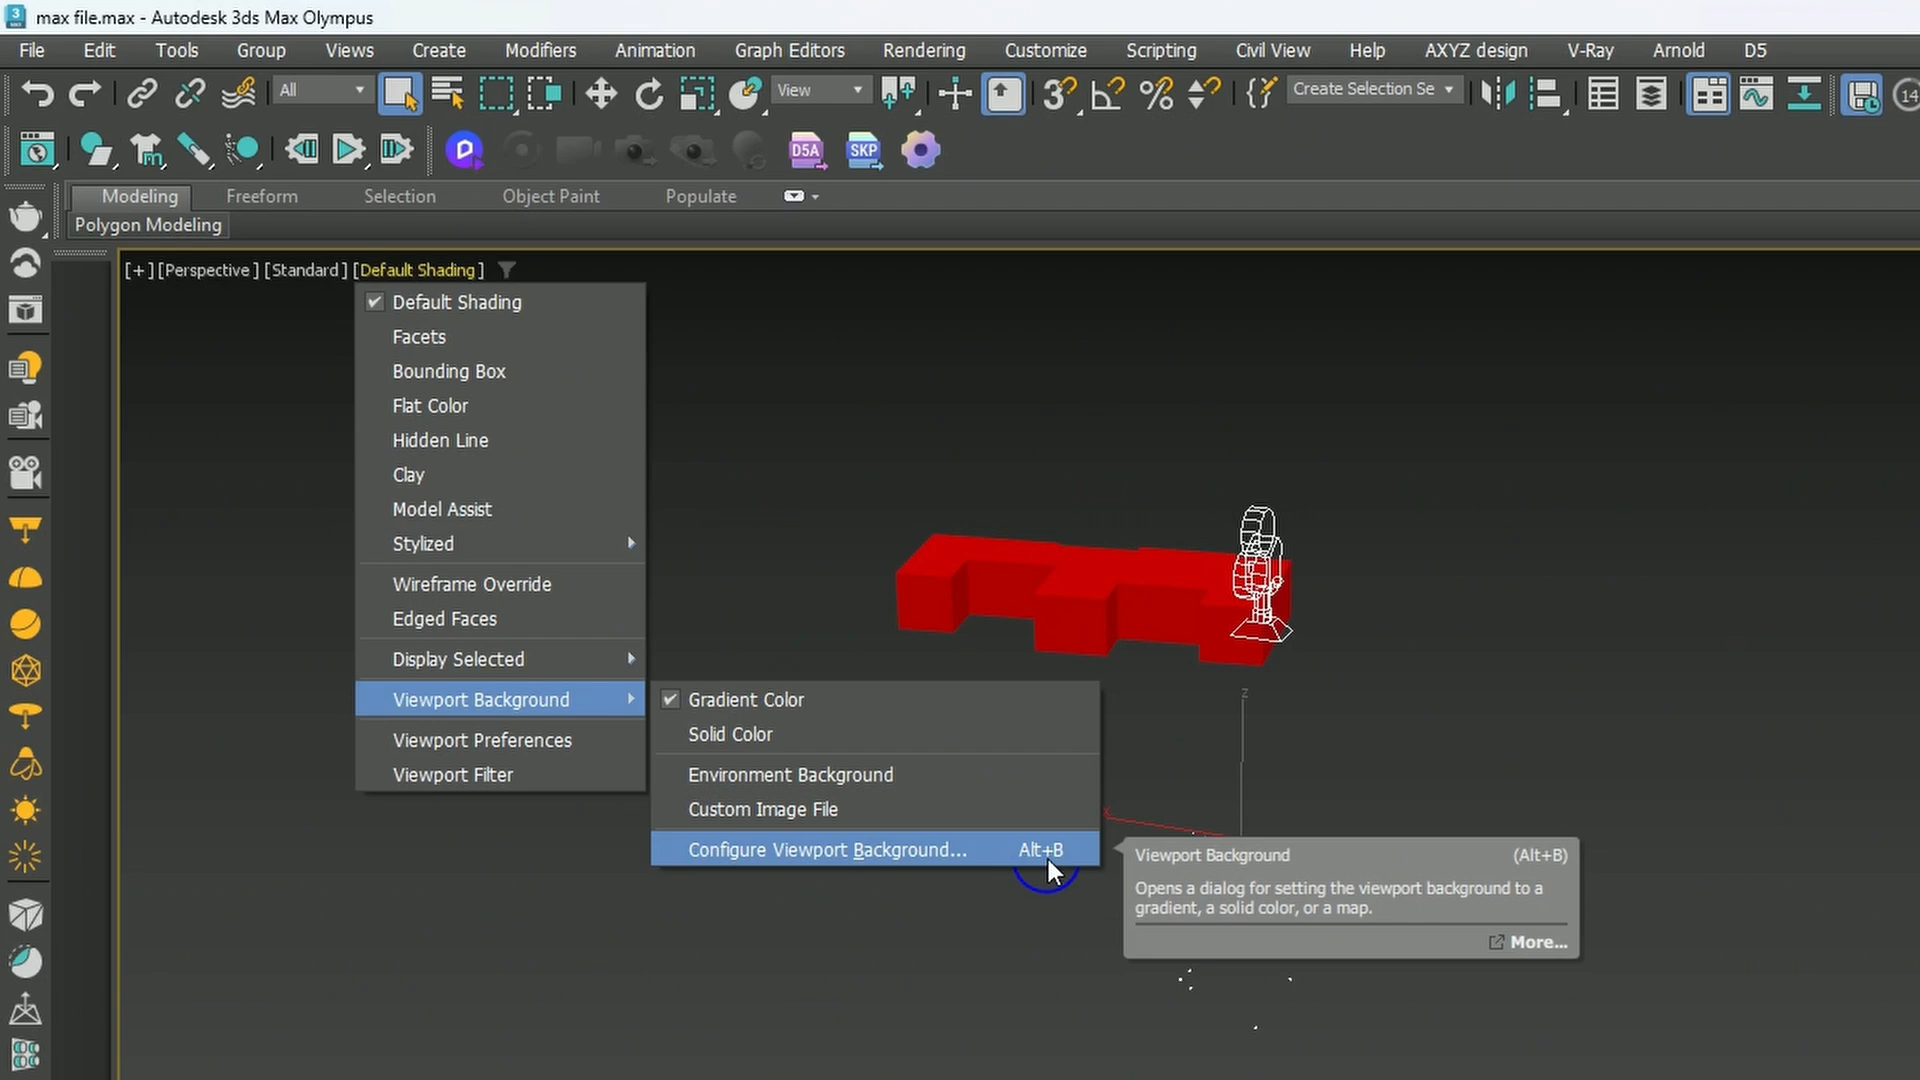 max file.max - Autodesk 3ds Max Olympus
File Edit Tools Group Views Create Modifiers Animation Graph Editors Rendering Customize Scripting Civil View Help AXYZ design V-Ray Arnold D5
All View Create Selection Se 14
D5A SKP
Modeling Freeform Selection Object Paint Populate
Polygon Modeling
[+] [Perspective] [Standard] [Default Shading]
Default Shading
Facets
Bounding Box
Flat Color
Hidden Line
Clay
Model Assist
Stylized
Wireframe Override
Edged Faces
Display Selected
Viewport Background
Viewport Preferences
Viewport Filter
Gradient Color
Solid Color
Environment Background
Custom Image File
Configure Viewport Background... Alt+B
z
x
Viewport Background (Alt+B)
Opens a dialog for setting the viewport background to a
gradient, a solid color, or a map.
More...